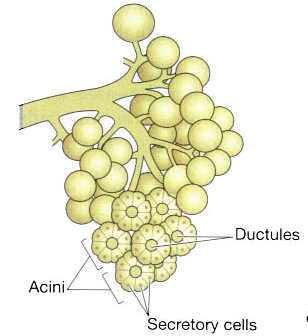 Ductules
Acini
Secretory cells